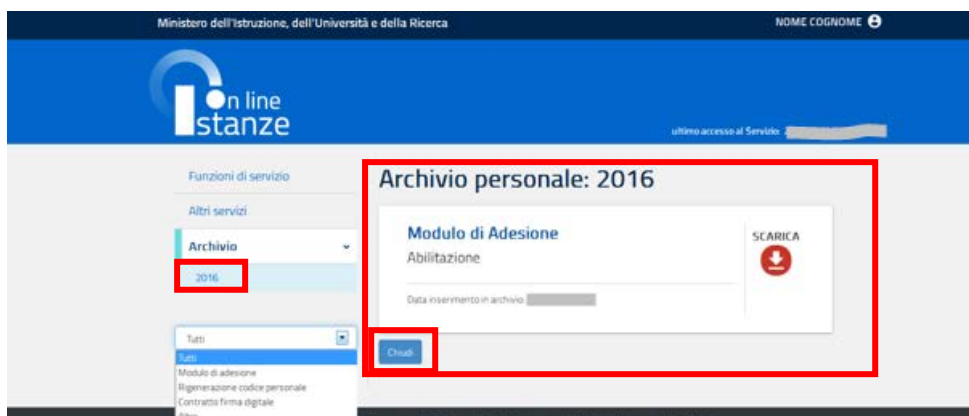 Ministero dell'Istruzione, dell'Università e della Ricerca
NOME COGNOME
On line
Istanze
ultimo accesso al Servizio:
Funzioni di servizio
Altri servizi
Archivio
2016
Tutti
Tutti
Modulo di adesione
Rigenerazione codice personale
Contratto firma digitale
Altro
Archivio personale: 2016
Modulo di Adesione
Abilitazione
SCARICA
Data inserimento in archivio:
Chiudi